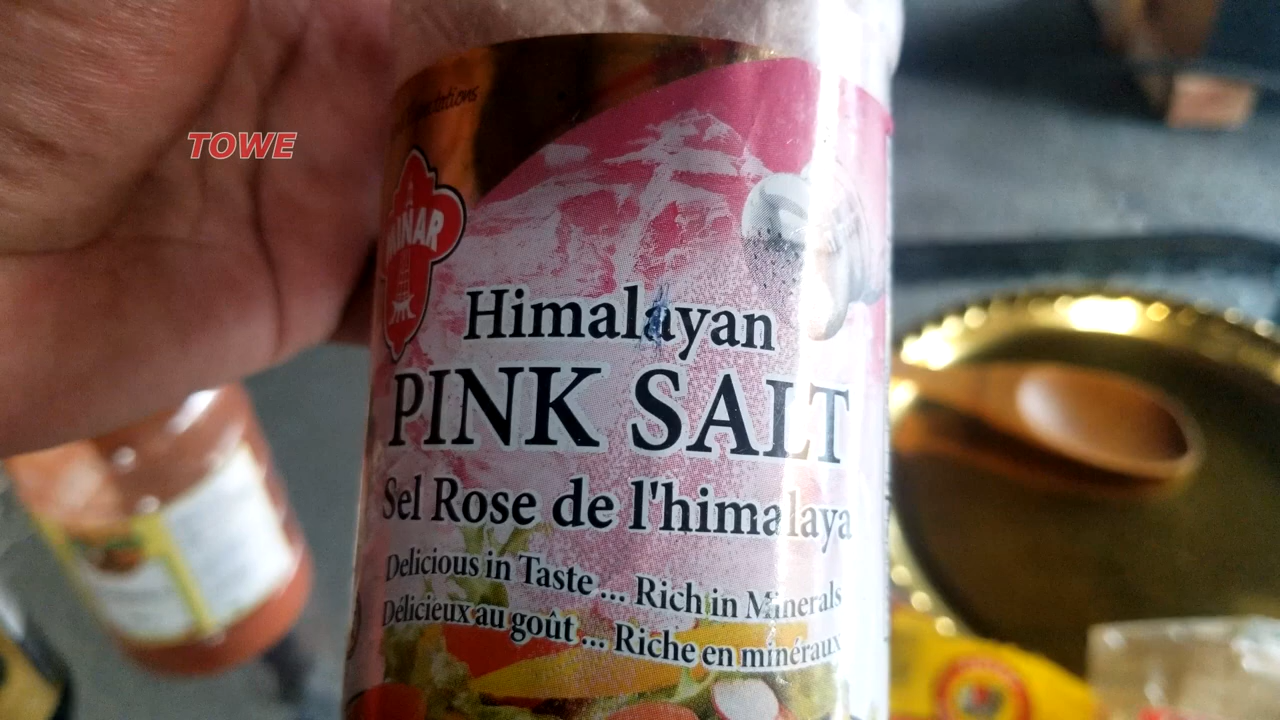 TOWE
MINAR
Himalayan
PINK SALT
Sel Rose de l'himalaya
Delicious in Taste ... Rich in Minerals
Délicieux au goût ... Riche en minéraux